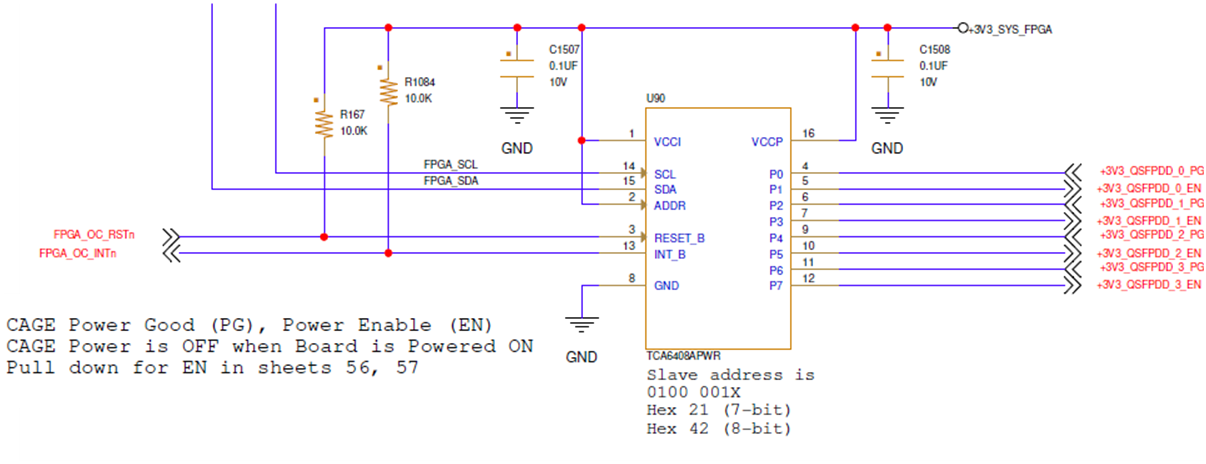 +3V3_SYS_FPGA
C1507
0.1UF
10V
C1508
0.1UF
10V
R1084
10.0K
R167
10.0K
GND
GND
U90
1 VCCI VCCP 16
FPGA_SCL 14 SCL P0 4 +3V3_QSFPDD_0_PG
FPGA_SDA 15 SDA P1 5 +3V3_QSFPDD_0_EN
2 ADDR P2 6 +3V3_QSFPDD_1_PG
P3 7 +3V3_QSFPDD_1_EN
FPGA_OC_RSTn 3 RESET_B P4 9 +3V3_QSFPDD_2_PG
FPGA_OC_INTn 13 INT_B P5 10 +3V3_QSFPDD_2_EN
P6 11 +3V3_QSFPDD_3_PG
8 GND P7 12 +3V3_QSFPDD_3_EN
GND
CAGE Power Good (PG), Power Enable (EN)
CAGE Power is OFF when Board is Powered ON
Pull down for EN in sheets 56, 57
TCA6408APWR
Slave address is
0100 001X
Hex 21 (7-bit)
Hex 42 (8-bit)